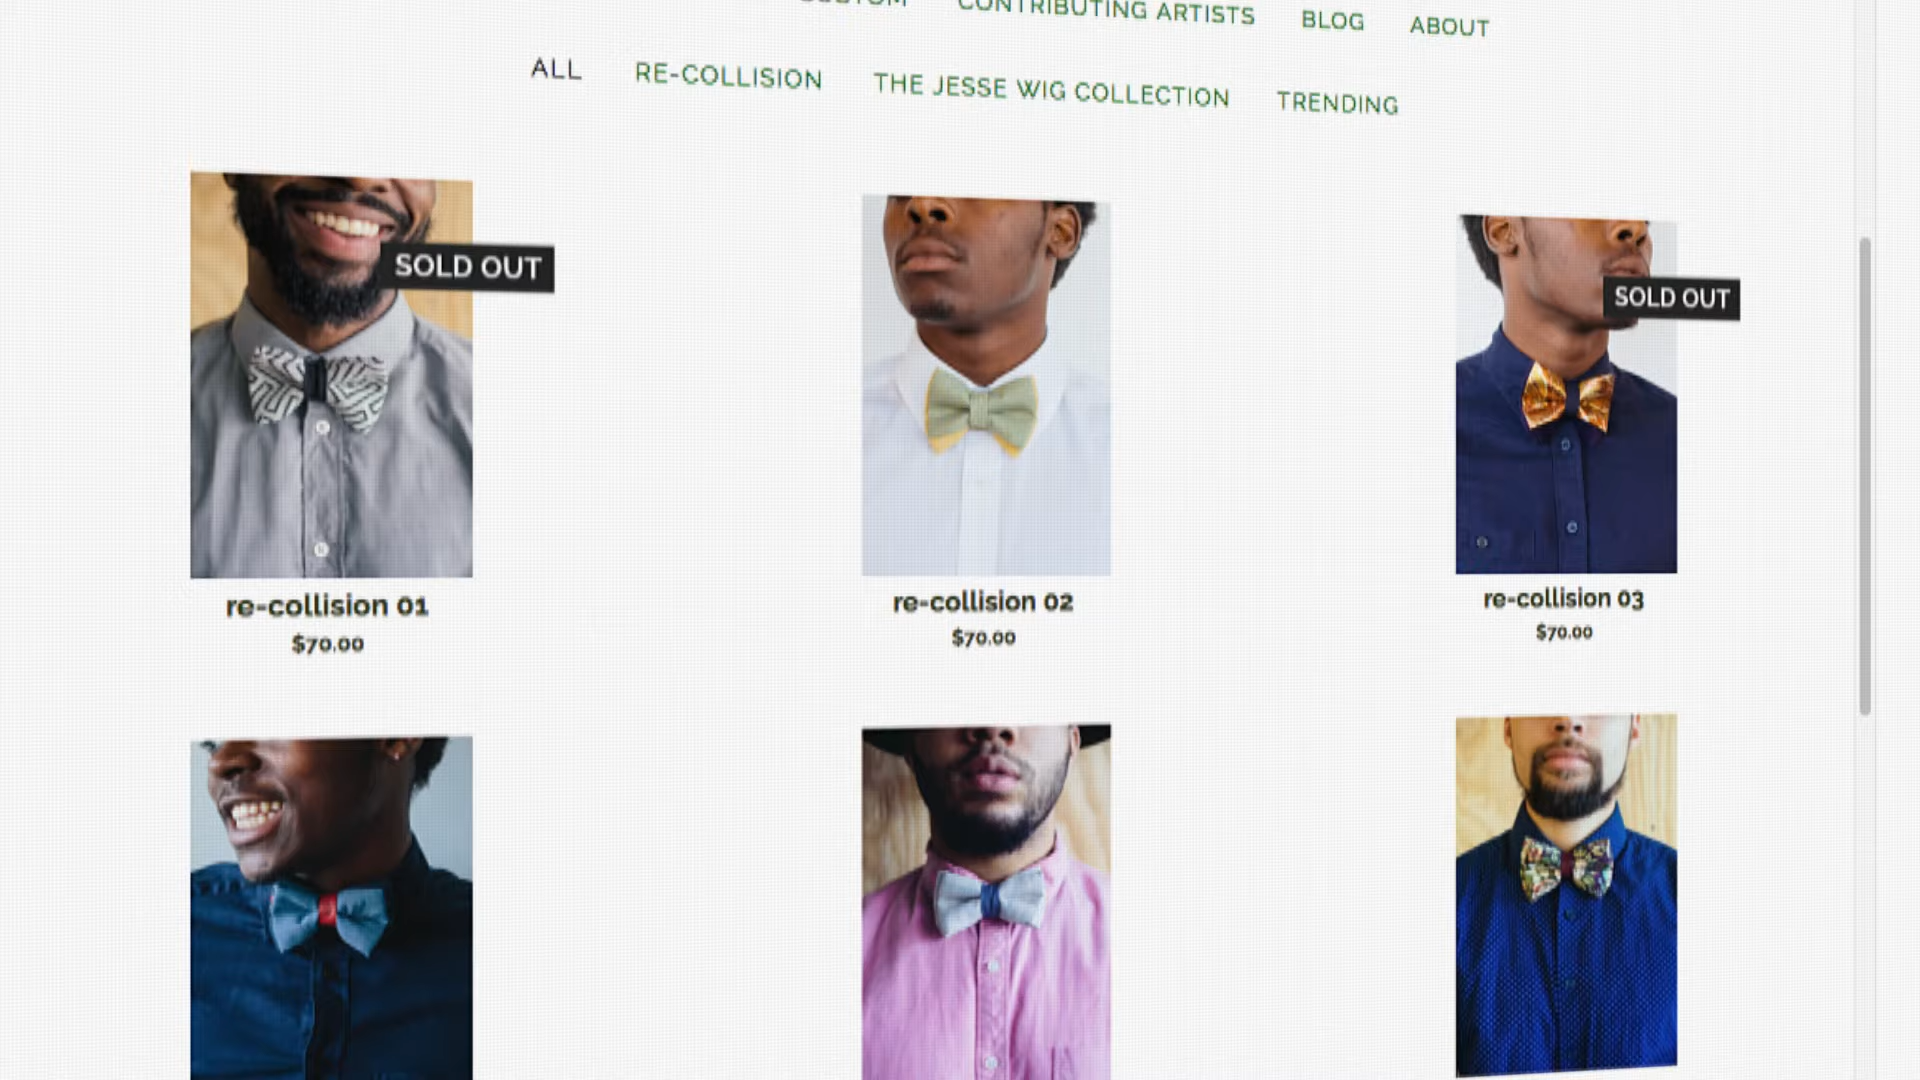 CUSTOM CONTRIBUTING ARTISTS BLOG ABOUT
ALL RE-COLLISION THE JESSE WIG COLLECTION TRENDING
SOLD OUT
SOLD OUT
re-collision 01
$70.00
re-collision 02
$70.00
re-collision 03
$70.00